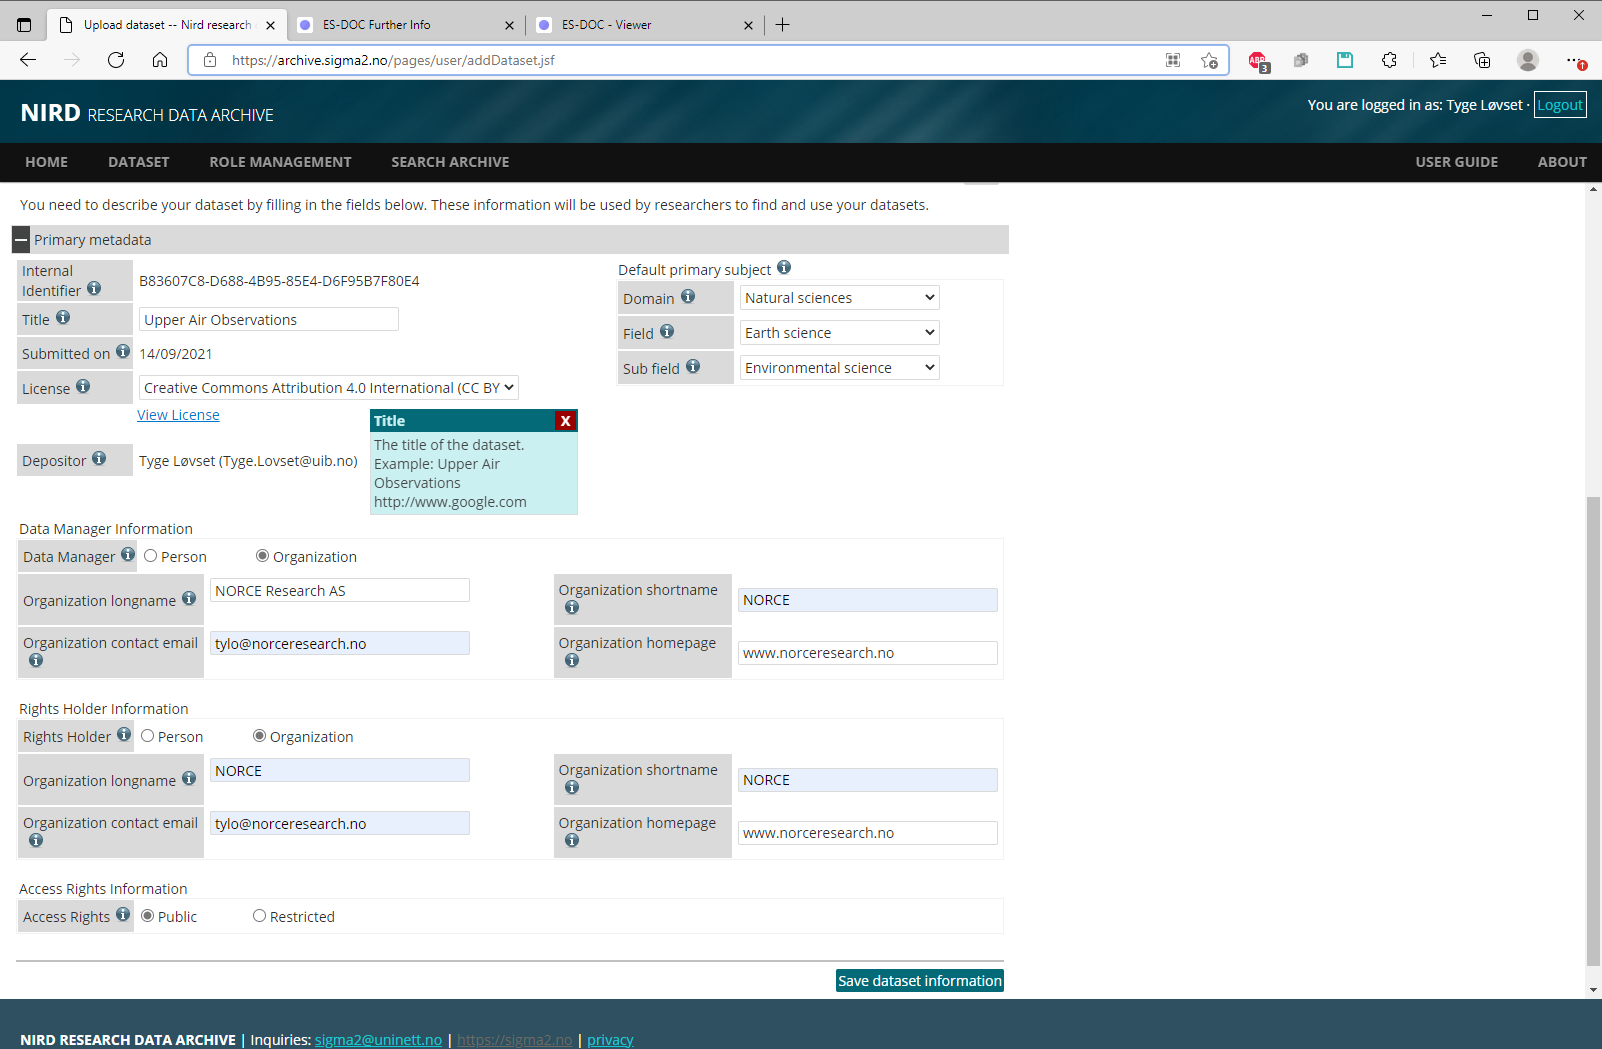 Upload dataset -- Nird research
ES-DOC Further Info
ES-DOC - Viewer
https://archive.sigma2.no/pages/user/addDataset.jsf
ABP
3
NIRD RESEARCH DATA ARCHIVE
You are logged in as: Tyge Løvset · Logout
HOME DATASET ROLE MANAGEMENT SEARCH ARCHIVE USER GUIDE ABOUT
You need to describe your dataset by filling in the fields below. These information will be used by researchers to find and use your datasets.
Primary metadata
Internal Identifier B83607C8-D688-4B95-85E4-D6F95B7F80E4
Title Upper Air Observations
Submitted on 14/09/2021
License Creative Commons Attribution 4.0 International (CC BY
View License
Depositor Tyge Løvset (Tyge.Lovset@uib.no)
Default primary subject
Domain Natural sciences
Field Earth science
Sub field Environmental science
Title X
The title of the dataset.
Example: Upper Air
Observations
http://www.google.com
Data Manager Information
Data Manager Person Organization
Organization longname NORCE Research AS
Organization shortname NORCE
Organization contact email tylo@norceresearch.no
Organization homepage www.norceresearch.no
Rights Holder Information
Rights Holder Person Organization
Organization longname NORCE
Organization shortname NORCE
Organization contact email tylo@norceresearch.no
Organization homepage www.norceresearch.no
Access Rights Information
Access Rights Public Restricted
Save dataset information
NIRD RESEARCH DATA ARCHIVE | Inquiries: sigma2@uninett.no | https://sigma2.no | privacy